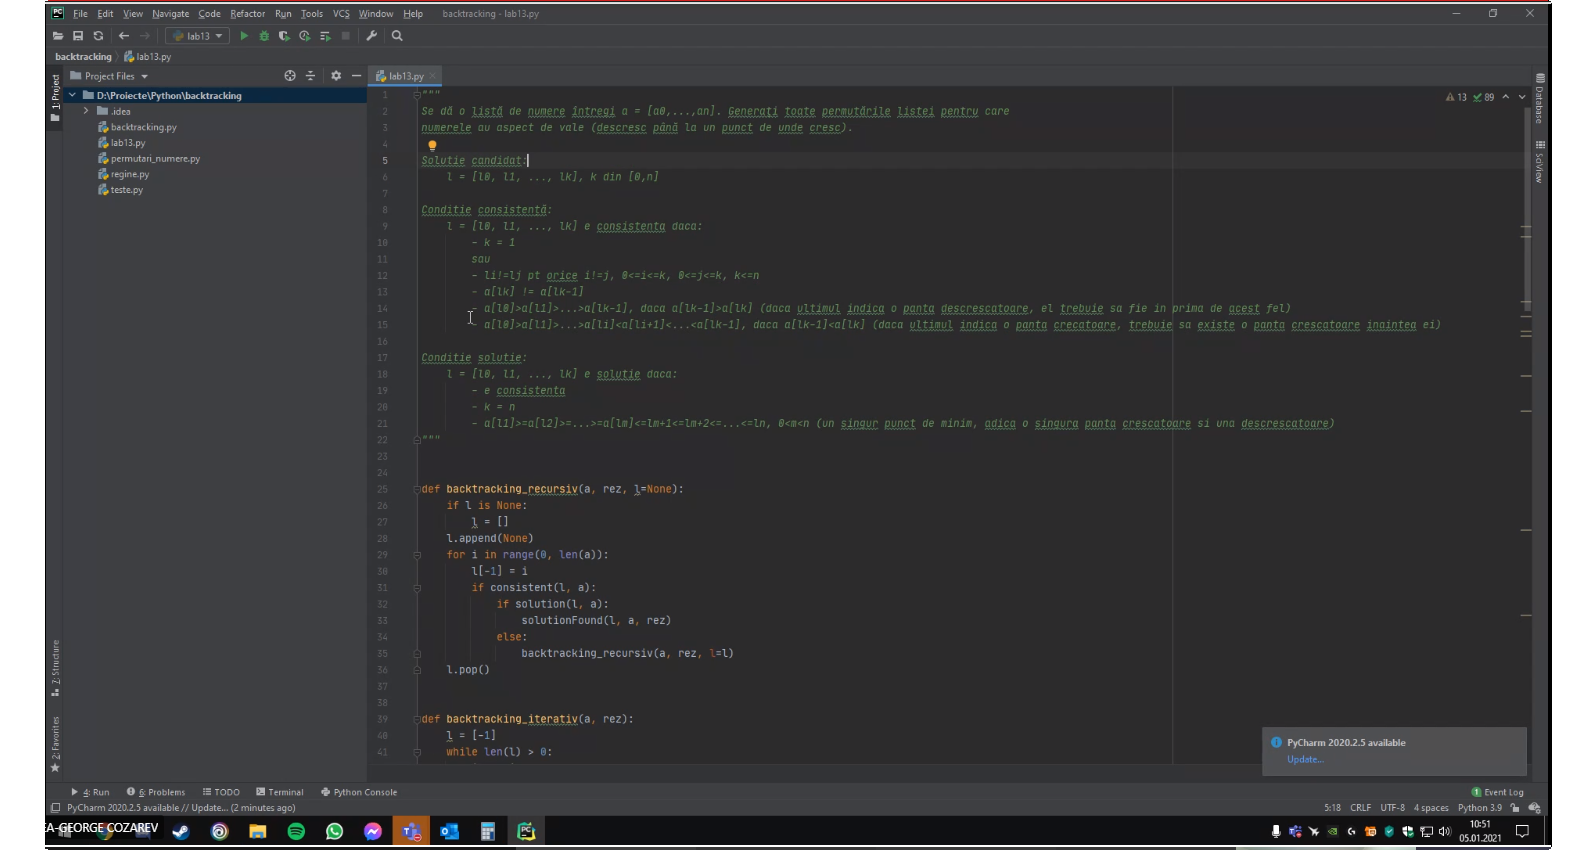 File Edit View Navigate Code Refactor Run Tools VCS Window Help backtracking - lab13.py
lab13
backtracking lab13.py
Project Files
lab13.py
1: Project
D:\Proiecte\Python\backtracking
.idea
backtracking.py
lab13.py
permutari_numere.py
regine.py
teste.py
13 89
Database
SciView
1 """
2 Se dă o listă de numere întregi a = [a0,...,an]. Generați toate permutările listei pentru care
3 numerele au aspect de vale (descresc până la un punct de unde cresc).
4
5 Solutie candidat:
6 l = [l0, l1, ..., lk], k din [0,n]
7
8 Conditie consistență:
9 l = [l0, l1, ..., lk] e consistenta daca:
10 - k = 1
11 sau
12 - li!=lj pt orice i!=j, 0<=i<=k, 0<=j<=k, k<=n
13 - a[lk] != a[lk-1]
14 - a[l0]>a[l1]>...>a[lk-1], daca a[lk-1]>a[lk] (daca ultimul indica o panta descrescatoare, el trebuie sa fie in prima de acest fel)
15 - a[l0]>a[l1]>...>a[li]<a[li+1]<...<a[lk-1], daca a[lk-1]<a[lk] (daca ultimul indica o panta crecatoare, trebuie sa existe o panta crescatoare inaintea ei)
16
17 Conditie solutie:
18 l = [l0, l1, ..., lk] e solutie daca:
19 - e consistenta
20 - k = n
21 - a[l1]>=a[l2]>=...>=a[lm]<=lm+1<=lm+2<=...<=ln, 0<m<n (un singur punct de minim, adica o singura panta crescatoare si una descrescatoare)
22 """
23
24
25 def backtracking_recursiv(a, rez, l=None):
26 if l is None:
27 l = []
28 l.append(None)
29 for i in range(0, len(a)):
30 l[-1] = i
31 if consistent(l, a):
32 if solution(l, a):
33 solutionFound(l, a, rez)
34 else:
35 backtracking_recursiv(a, rez, l=l)
36 l.pop()
37
38
39 def backtracking_iterativ(a, rez):
40 l = [-1]
41 while len(l) > 0:
7: Structure
2: Favorites
PyCharm 2020.2.5 available
Update...
4: Run 6: Problems TODO Terminal Python Console
1 Event Log
PyCharm 2020.2.5 available // Update... (2 minutes ago)
5:18 CRLF UTF-8 4 spaces Python 3.9
EA-GEORGE COZAREV
10:51
05.01.2021